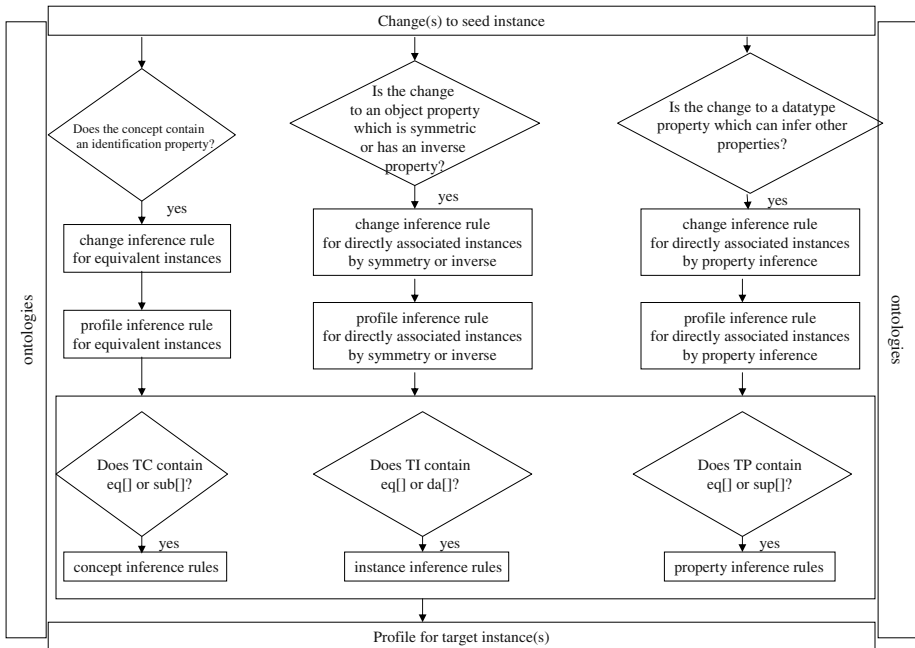 Change(s) to seed instance
ontologies
Does the concept contain
an identification property?
yes
change inference rule
for equivalent instances
profile inference rule
for equivalent instances
Is the change
to an object property
which is symmetric
or has an inverse
property?
yes
change inference rule
for directly associated instances
by symmetry or inverse
profile inference rule
for directly associated instances
by symmetry or inverse
Is the change to a datatype
property which can infer other
properties?
yes
change inference rule
for directly associated instances
by property inference
profile inference rule
for directly associated instances
by property inference
ontologies
Does TC contain
eq[] or sub[]?
yes
concept inference rules
Does TI contain
eq[] or da[]?
yes
instance inference rules
Does TP contain
eq[] or sup[]?
yes
property inference rules
Profile for target instance(s)